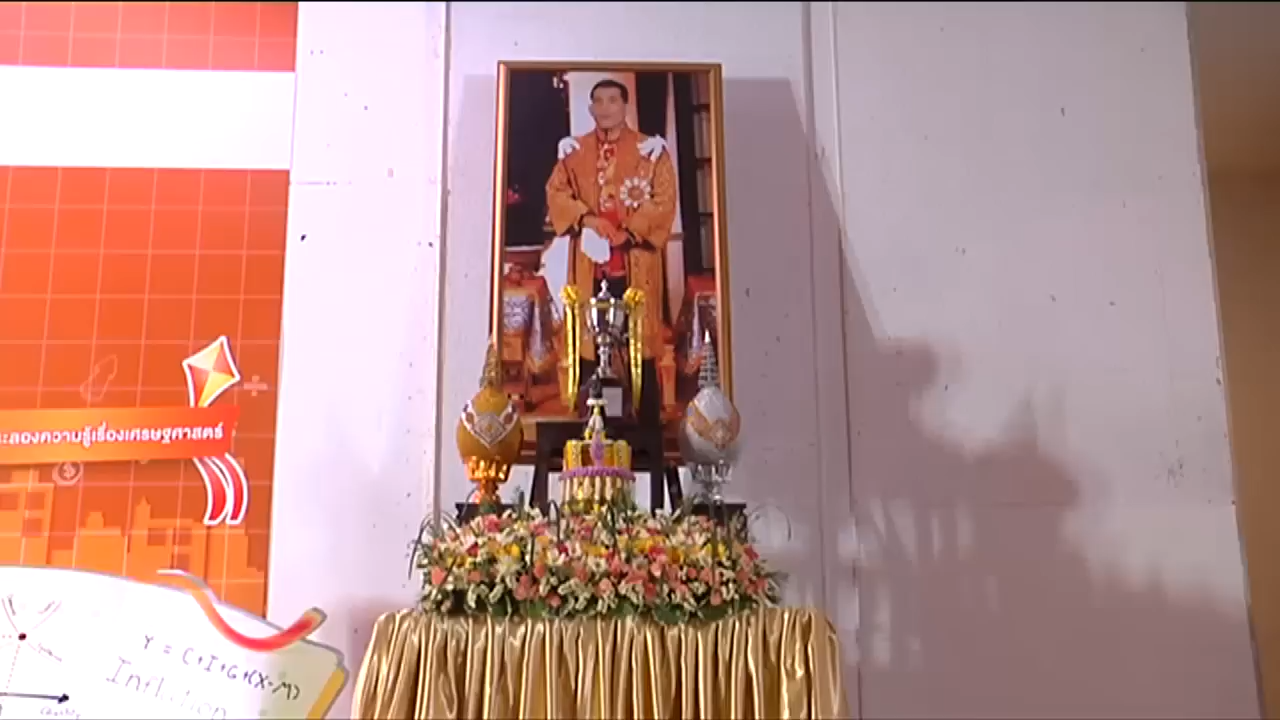 ะลองความรู้เรื่องเศรษฐศาสตร์
Y = C+I+G+(X-M)
Inflation